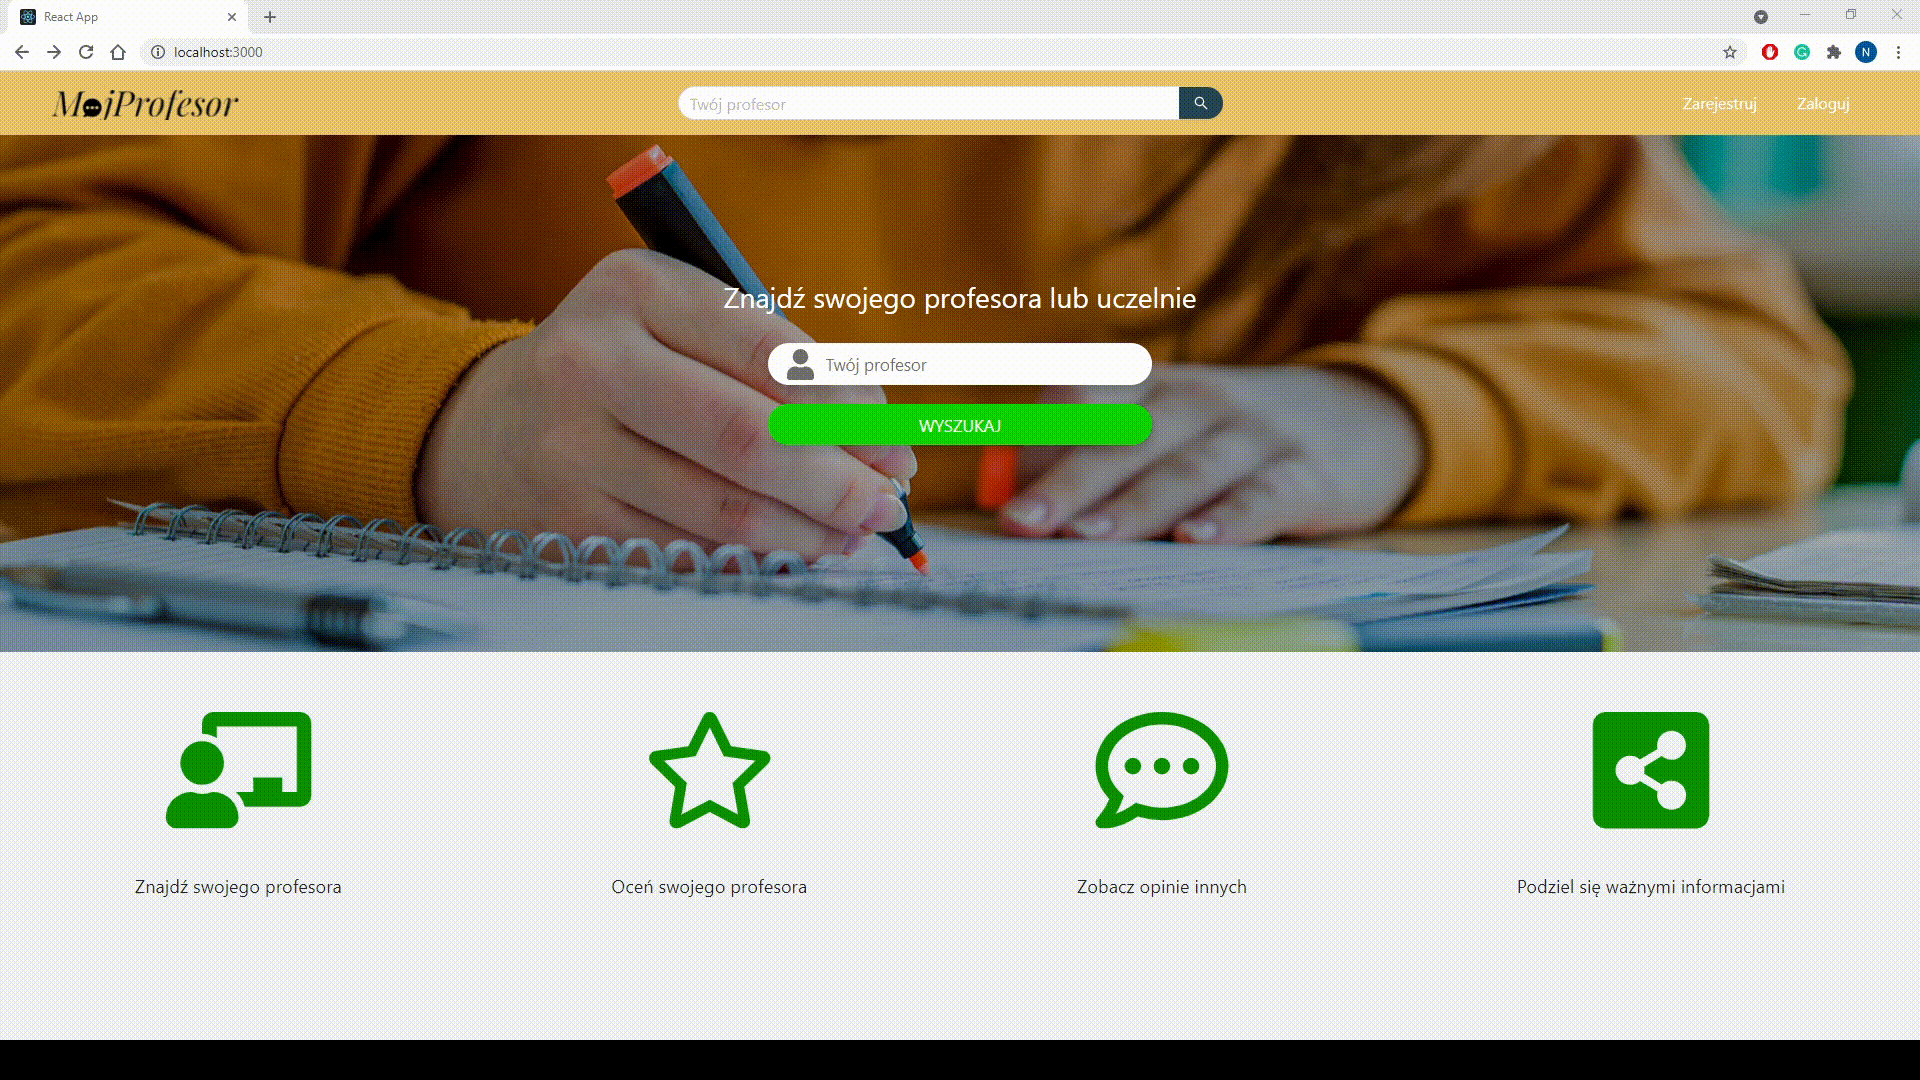 React App
localhost:3000
MojProfesor
Twój profesor
Zarejestruj
Zaloguj
N
Znajdź swojego profesora lub uczelnie
Twój profesor
WYSZUKAJ
Znajdź swojego profesora
Oceń swojego profesora
Zobacz opinie innych
Podziel się ważnymi informacjami